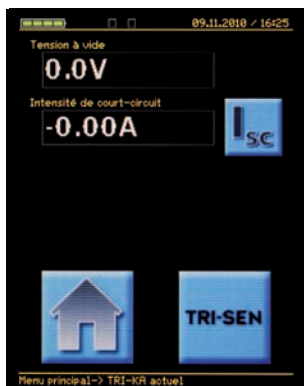 09.11.2010 / 16:25
Tension à vide
0.0V
Intensité de court-circuit
-0.00A
Isc
TRI-SEN
Menu principal-> TRI-KA actuel